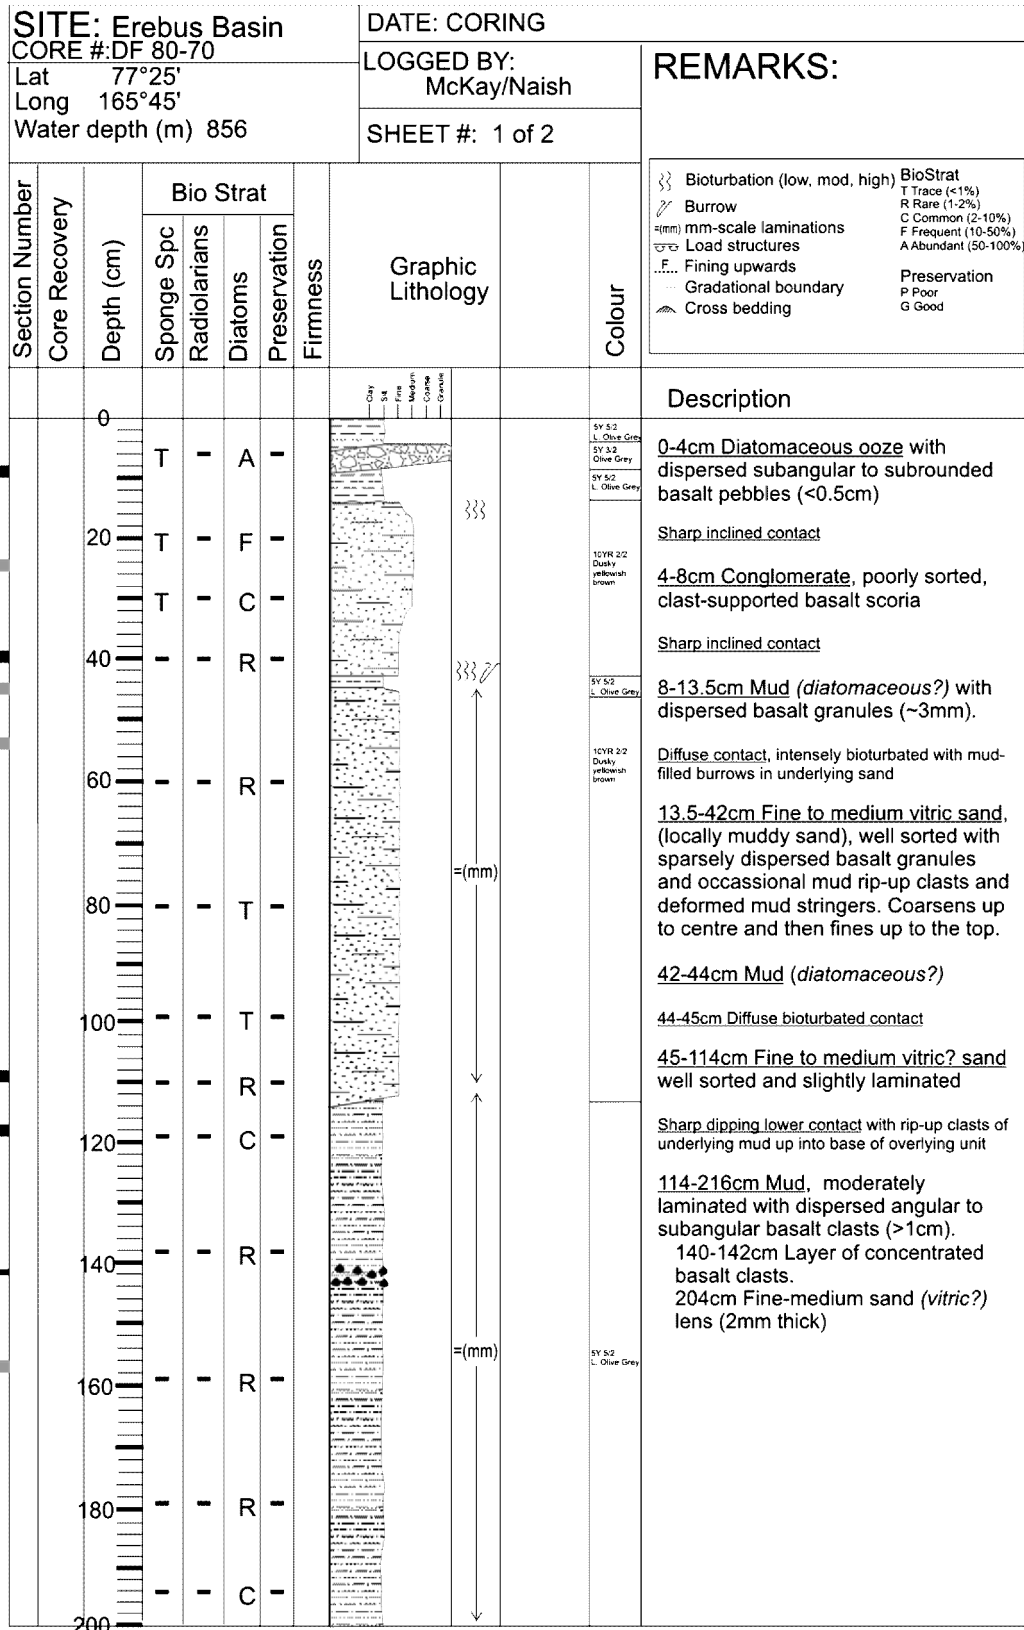 SITE: Erebus Basin
CORE #:DF 80-70
Lat 77°25'
Long 165°45'
Water depth (m) 856
DATE: CORING
LOGGED BY:
McKay/Naish
SHEET #: 1 of 2
REMARKS:
Bioturbation (low, mod, high)
Burrow
=(mm) mm-scale laminations
Load structures
F Fining upwards
Gradational boundary
Cross bedding
BioStrat
T Trace (<1%)
R Rare (1-2%)
C Common (2-10%)
F Frequent (10-50%)
A Abundant (50-100%)
Preservation
P Poor
G Good
Section Number
Core Recovery
Depth (cm)
Bio Strat
Sponge Spc
Radiolarians
Diatoms
Preservation
Firmness
Graphic
Lithology
Colour
Clay
Silt
Fine
Medium
Coarse
Granule
Description
0
T - A -
20 T - F -
T - C -
40 - - R -
60 - - R -
80 - - T -
100 - - T -
- - R -
120 - - C -
140 - - R -
160 - - R -
180 - - R -
- - C -
200
=(mm)
=(mm)
5Y 5/2
L. Olive Grey
5Y 3/2
Olive Grey
5Y 5/2
L. Olive Grey
10YR 2/2
Dusky
yellowish
brown
5Y 5/2
L. Olive Grey
10YR 2/2
Dusky
yellowish
brown
5Y 5/2
L. Olive Grey
0-4cm Diatomaceous ooze with
dispersed subangular to subrounded
basalt pebbles (<0.5cm)
Sharp inclined contact
4-8cm Conglomerate, poorly sorted,
clast-supported basalt scoria
Sharp inclined contact
8-13.5cm Mud (diatomaceous?) with
dispersed basalt granules (~3mm).
Diffuse contact, intensely bioturbated with mud-
filled burrows in underlying sand
13.5-42cm Fine to medium vitric sand,
(locally muddy sand), well sorted with
sparsely dispersed basalt granules
and occassional mud rip-up clasts and
deformed mud stringers. Coarsens up
to centre and then fines up to the top.
42-44cm Mud (diatomaceous?)
44-45cm Diffuse bioturbated contact
45-114cm Fine to medium vitric? sand
well sorted and slightly laminated
Sharp dipping lower contact with rip-up clasts of
underlying mud up into base of overlying unit
114-216cm Mud, moderately
laminated with dispersed angular to
subangular basalt clasts (>1cm).
140-142cm Layer of concentrated
basalt clasts.
204cm Fine-medium sand (vitric?)
lens (2mm thick)